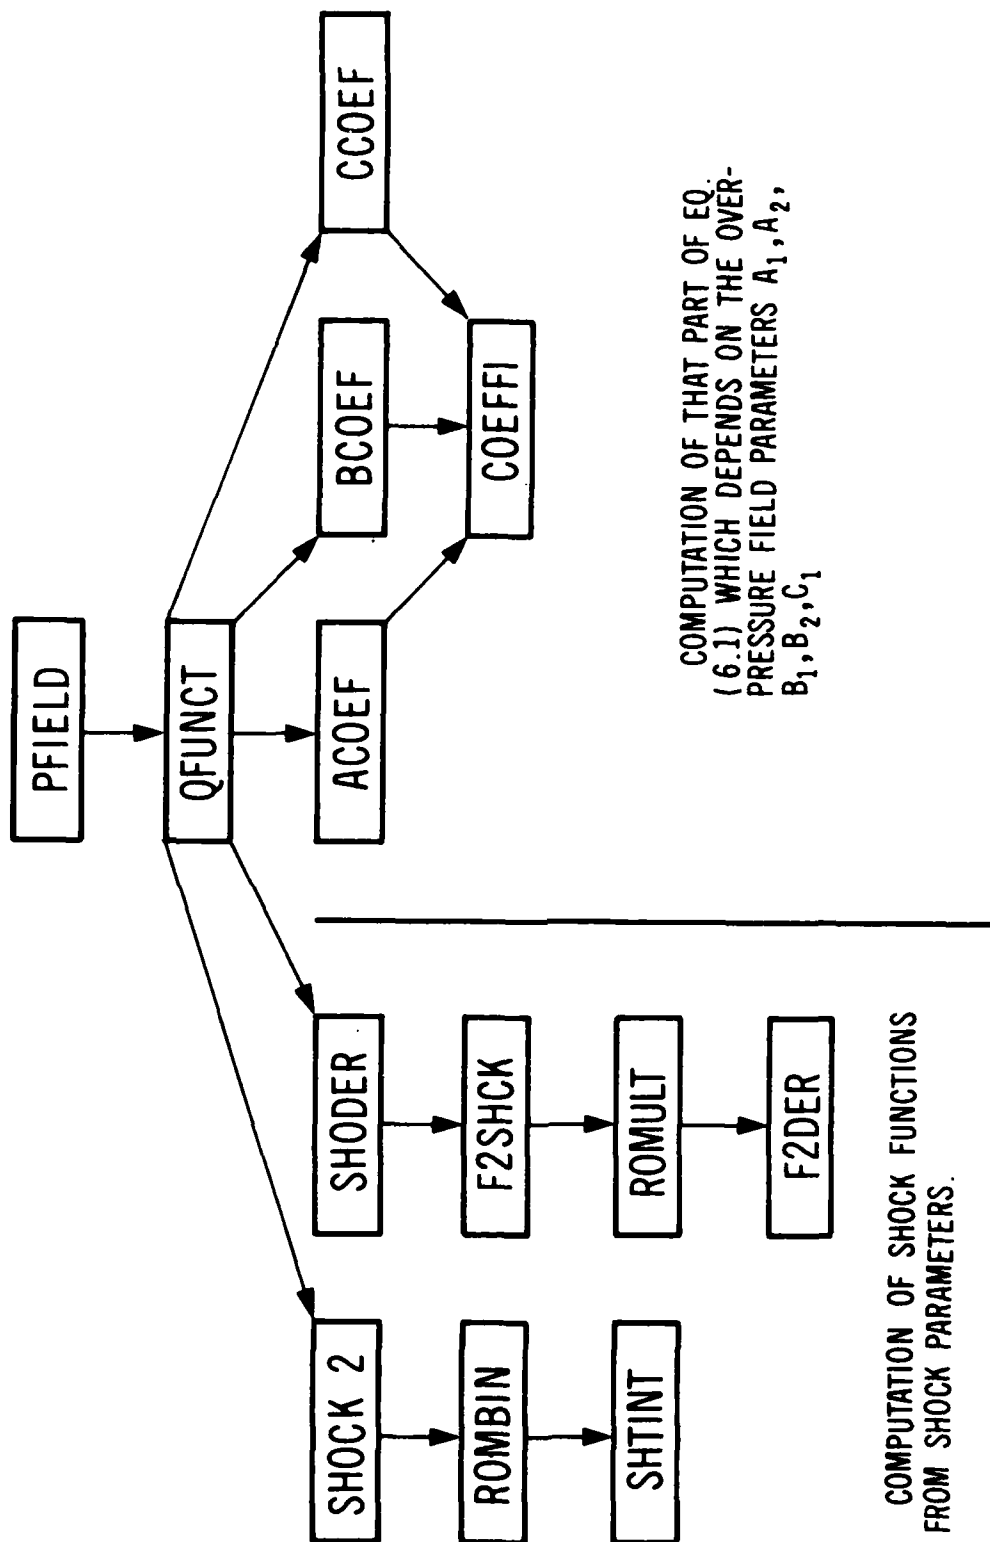 PFIELD
QFUNCT
SHOCK 2
SHODER
ACOEF
BCOEF
CCOEF
ROMBIN
F2SHCK
COEFFI
SHTINT
ROMULT
F2DER
COMPUTATION OF SHOCK FUNCTIONS
FROM SHOCK PARAMETERS.
COMPUTATION OF THAT PART OF EQ.
(6.1) WHICH DEPENDS ON THE OVER-
PRESSURE FIELD PARAMETERS A₁,A₂,
B₁,B₂,C₁